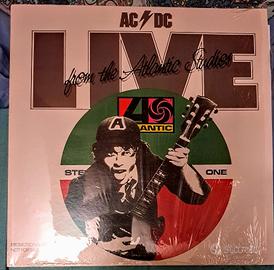 AC⚡DC
LIVE
from the Atlantic Studios
A
ATLANTIC
STE
ONE